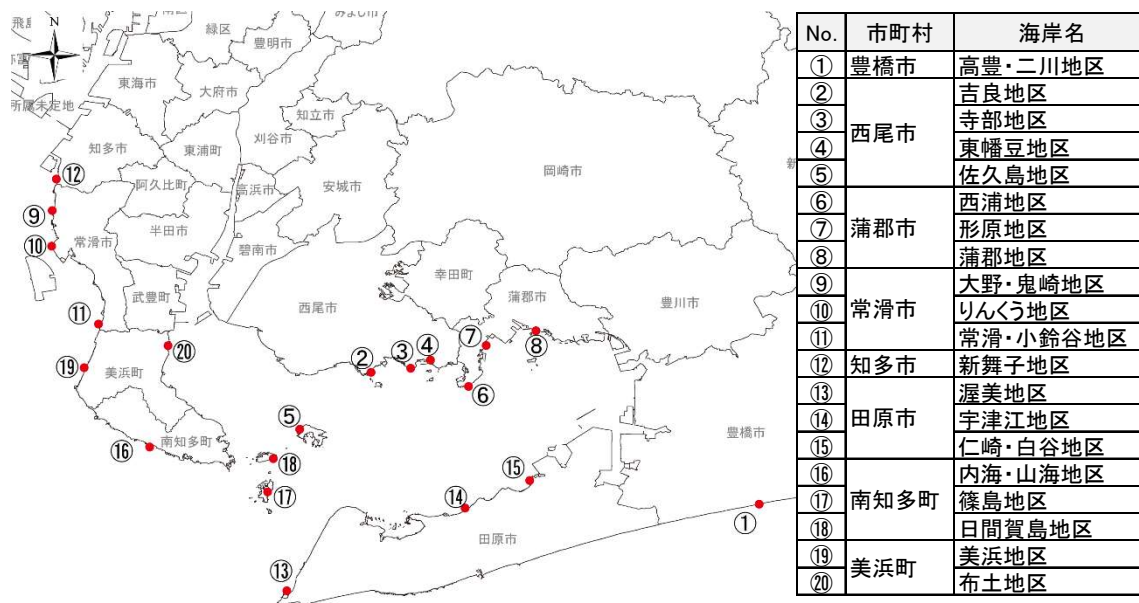 N
緑区
豊明市
みよし市
東海市
大府市
所属未定地
知立市
刈谷市
知多市
東浦町
岡崎市
⑫
阿久比町
高浜市
安城市
⑨
半田市
⑩
常滑市
碧南市
幸田町
武豊町
西尾市
蒲郡市
豊川市
⑪
⑳
⑦
⑧
②
③
④
⑲
美浜町
⑥
⑤
豊橋市
⑯
南知多町
⑱
⑮
⑰
⑭
①
田原市
⑬
No. 市町村 海岸名
① 豊橋市 高豊・二川地区
② 西尾市 吉良地区
③ 寺部地区
④ 東幡豆地区
⑤ 佐久島地区
⑥ 蒲郡市 西浦地区
⑦ 形原地区
⑧ 蒲郡地区
⑨ 常滑市 大野・鬼崎地区
⑩ りんくう地区
⑪ 常滑・小鈴谷地区
⑫ 知多市 新舞子地区
⑬ 田原市 渥美地区
⑭ 宇津江地区
⑮ 仁崎・白谷地区
⑯ 南知多町 内海・山海地区
⑰ 篠島地区
⑱ 日間賀島地区
⑲ 美浜町 美浜地区
⑳ 布土地区